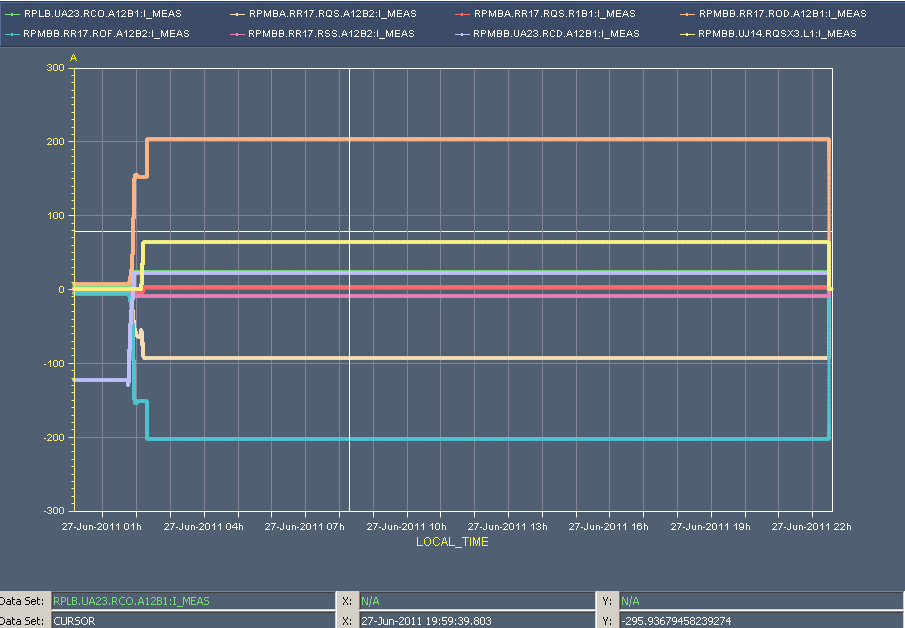 RPLB.UA23.RCO.A12B1:I_MEAS RPMBA.RR17.RQS.A12B2:I_MEAS RPMBA.RR17.RQS.R1B1:I_MEAS RPMBB.RR17.ROD.A12B1:I_MEAS
RPMBB.RR17.ROF.A12B2:I_MEAS RPMBB.RR17.RSS.A12B2:I_MEAS RPMBB.UA23.RCD.A12B1:I_MEAS RPMBB.UJ14.RQSX3.L1:I_MEAS
A
300
200
100
0
-100
-200
-300
27-Jun-2011 01h 27-Jun-2011 04h 27-Jun-2011 07h 27-Jun-2011 10h 27-Jun-2011 13h 27-Jun-2011 16h 27-Jun-2011 19h 27-Jun-2011 22h
LOCAL_TIME
Data Set: RPLB.UA23.RCO.A12B1:I_MEAS X: N/A Y: N/A
Data Set: CURSOR X: 27-Jun-2011 19:59:39.803 Y: -295.93679458239274